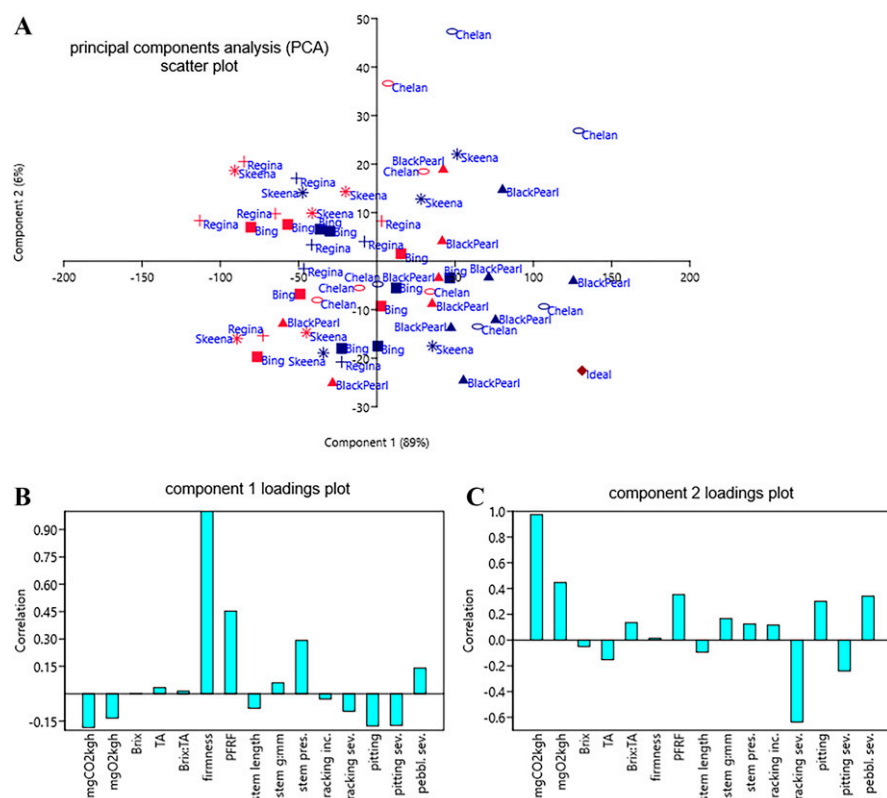 A
principal components analysis (PCA)
scatter plot
Component 2 (6%)
50
40
30
20
10
-10
-20
-30
-200
-150
-100
-50
50
100
150
200
Chelan
Chelan
Chelan
BlackPearl
Skeena
Chelan
Regina
Skeena
Regina
Skeena
Skeena
BlackPearl
Skeena
Regina
Regina
Skeena
Bing
Regina
Bing
Bing
Bing
BlackPearl
Regina
Regina
Bing
Regina
Chelan
BlackPearl
Bing
BlackPearl
BlackPearl
Chelan
Bing
Chelan
Bing
Chelan
BlackPearl
Chelan
Bing
BlackPearl
BlackPearl
BlackPearl
Chelan
Regina
Skeena
Skeena
Bing
Skeena
Bing
Bing
Skeena
Regina
BlackPearl
BlackPearl
Ideal
Component 1 (89%)
B
component 1 loadings plot
Correlation
0.90
0.75
0.60
0.45
0.30
0.15
-0.15
mgCO2kgh
mgO2kgh
Brix
TA
Brix:TA
firmness
PFRF
stem length
stem g:mm
stem pres.
racking inc.
racking sev.
pitting
pitting sev.
pebbl. sev.
C
component 2 loadings plot
Correlation
1.0
0.8
0.6
0.4
0.2
0.0
-0.2
-0.4
-0.6
mgCO2kgh
mgO2kgh
Brix
TA
Brix:TA
firmness
PFRF
stem length
stem g:mm
stem pres.
racking inc.
racking sev.
pitting
pitting sev.
pebbl. sev.